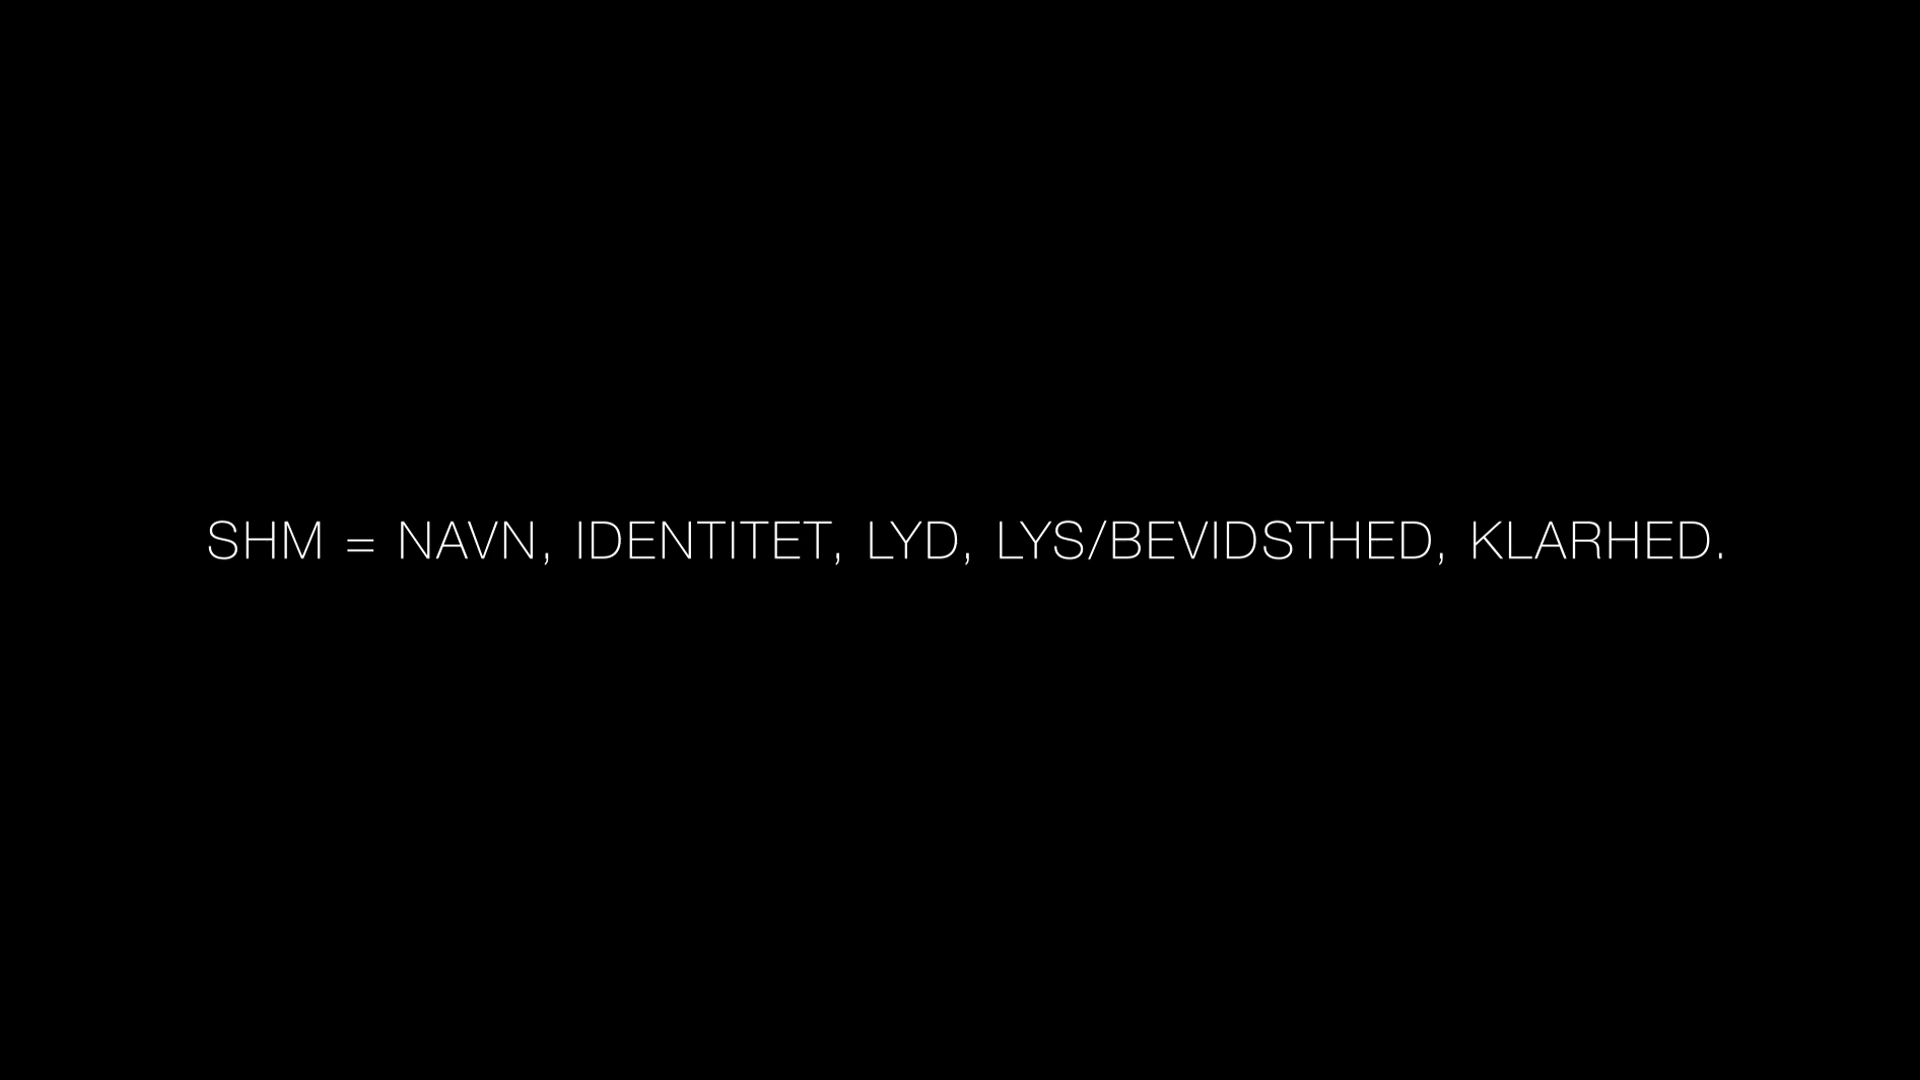 SHM = NAVN, IDENTITET, LYD, LYS/BEVIDSTHED, KLARHED.